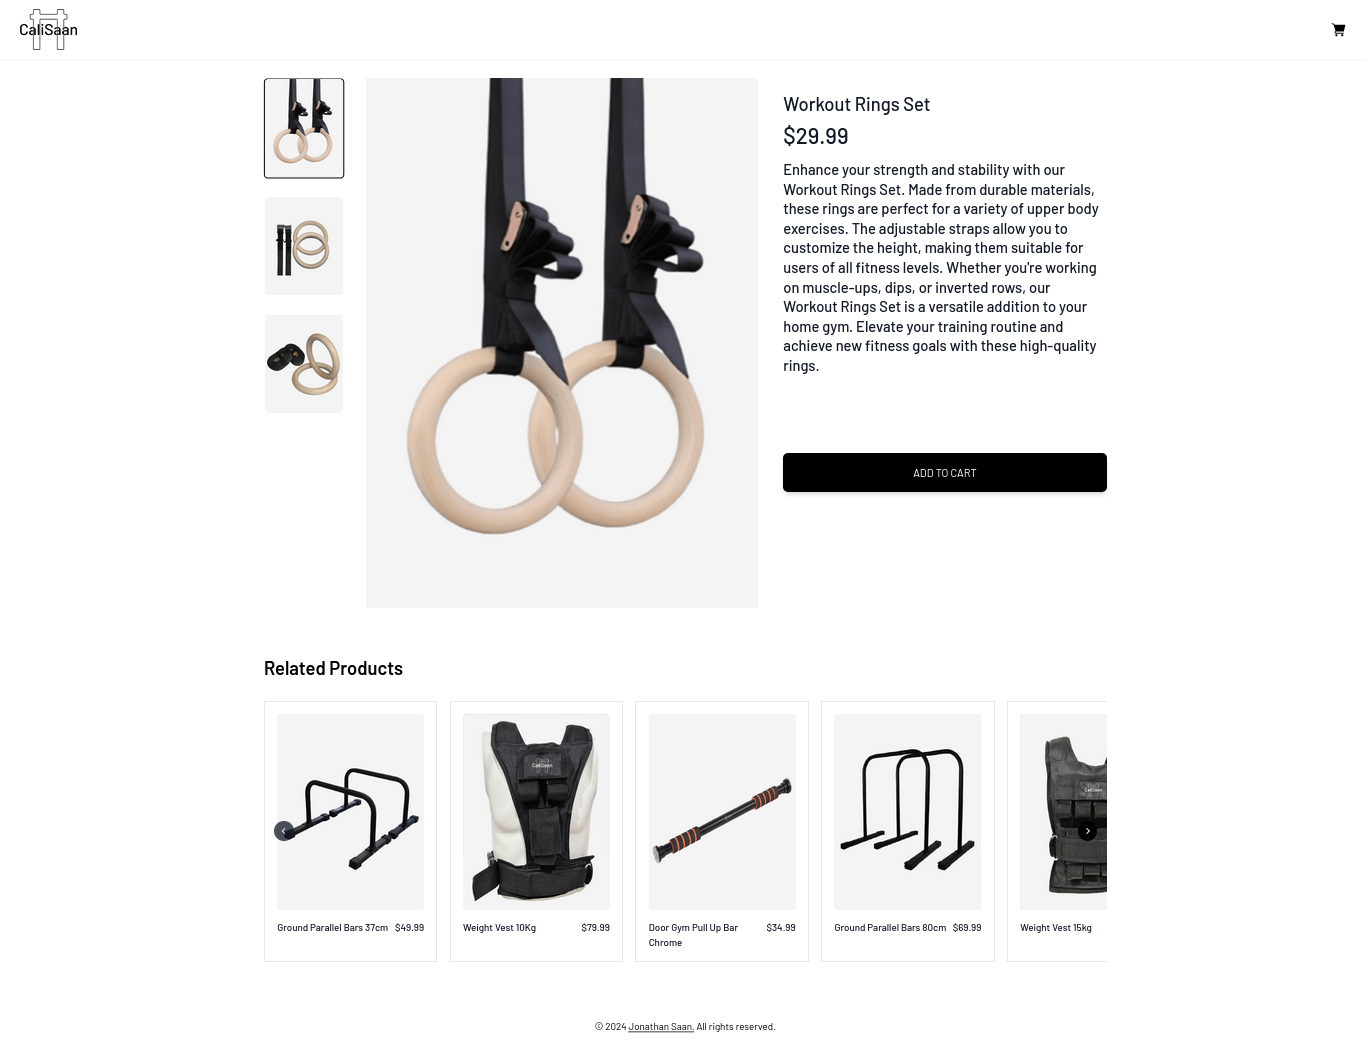 CaliSaan
Workout Rings Set
$29.99
Enhance your strength and stability with our
Workout Rings Set. Made from durable materials,
these rings are perfect for a variety of upper body
exercises. The adjustable straps allow you to
customize the height, making them suitable for
users of all fitness levels. Whether you're working
on muscle-ups, dips, or inverted rows, our
Workout Rings Set is a versatile addition to your
home gym. Elevate your training routine and
achieve new fitness goals with these high-quality
rings.
ADD TO CART
Related Products
CaliSaan
Ground Parallel Bars 37cm $49.99
Weight Vest 10Kg $79.99
Door Gym Pull Up Bar $34.99
Chrome
Ground Parallel Bars 80cm $69.99
Weight Vest 15kg
© 2024 Jonathan Saan. All rights reserved.